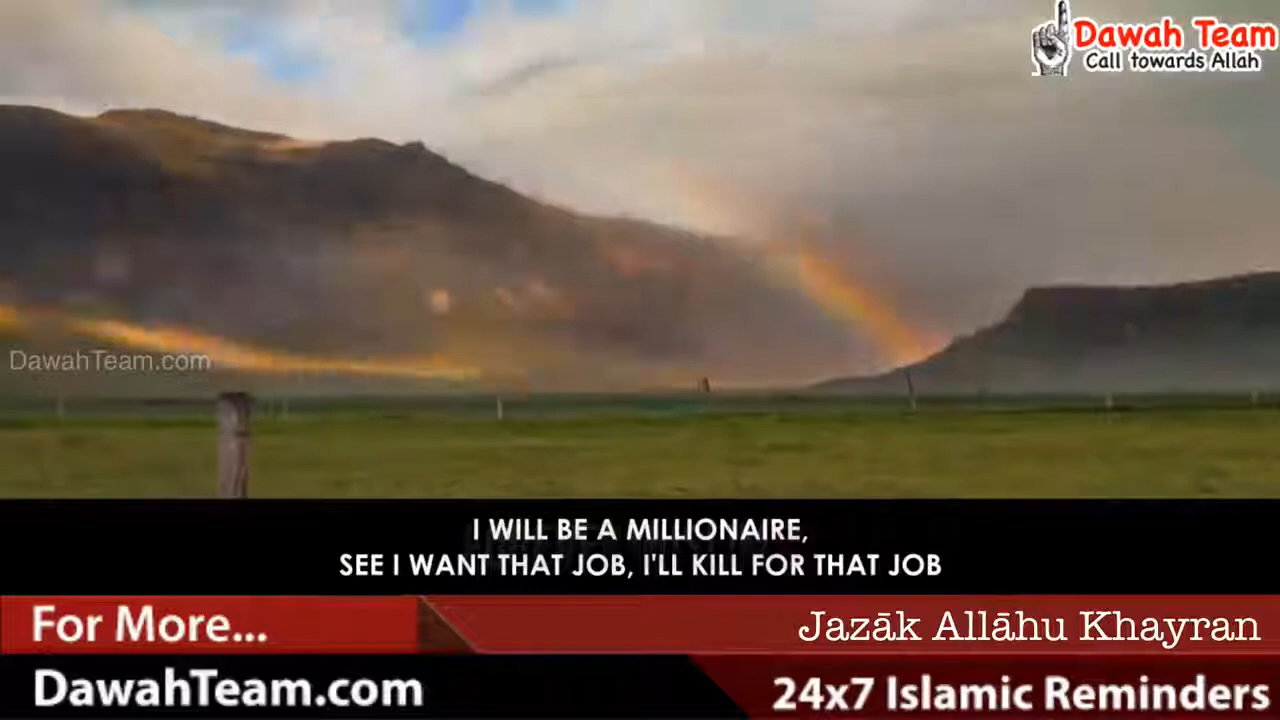 Dawah Team
Call towards Allah
DawahTeam.com
I WILL BE A MILLIONAIRE,
SEE I WANT THAT JOB, I'LL KILL FOR THAT JOB
For More...
Jazāk Allāhu Khayran
DawahTeam.com
24x7 Islamic Reminders